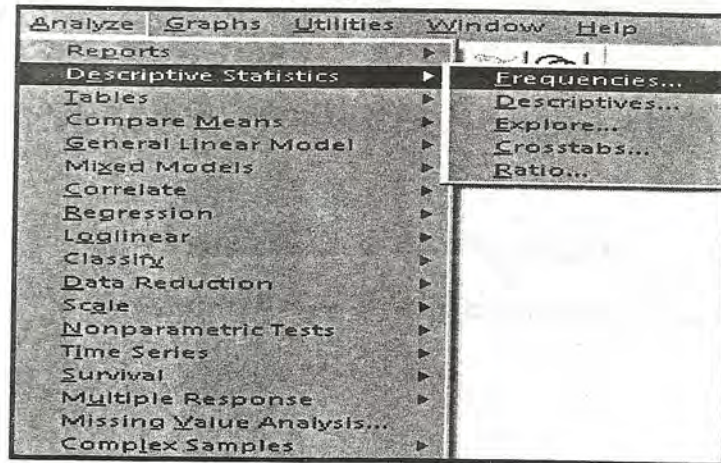 Analyze Graphs Utilities Window Help
Reports
Descriptive Statistics
Tables
Compare Means
General Linear Model
Mixed Models
Correlate
Regression
Loglinear
Classify
Data Reduction
Scale
Nonparametric Tests
Time Series
Survival
Multiple Response
Missing Value Analysis...
Complex Samples
Frequencies...
Descriptives...
Explore...
Crosstabs...
Ratio...